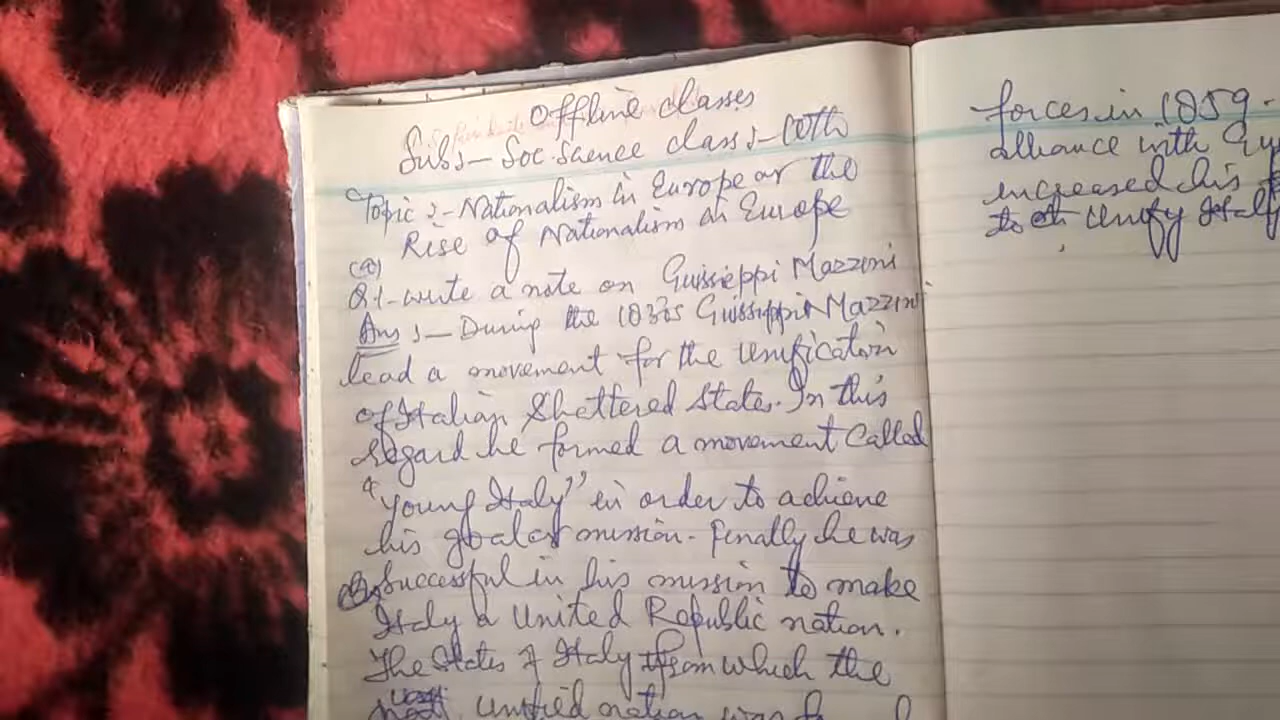 Offline classes
Sub:- Soc. Science class:- 10th
Topic :- Nationalism in Europe or the
Rise of Nationalism in Europe
(a)
Q1- write a note on Guissieppi Mazzini
Ans :- During the 1830s Guissippi Mazzini
lead a movement for the unification
of Italian Shettered States. In this
regard he formed a movement Called
"young Italy" in order to achieve
his goal or mission. Finally he was
Successful in his mission to make
Italy a United Republic nation.
The States of Italy from which the
unified nation was
forces in 1859.
alliance with
increased his
to unify Italy